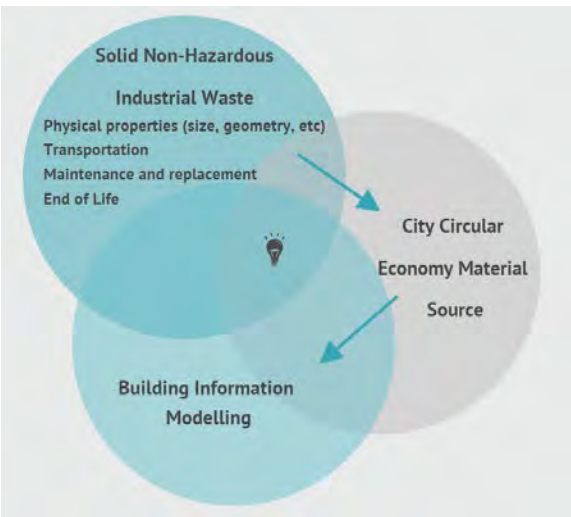 Solid Non-Hazardous
Industrial Waste
Physical properties (size, geometry, etc)
Transportation
Maintenance and replacement
End of Life
City Circular
Economy Material
Source
Building Information
Modelling